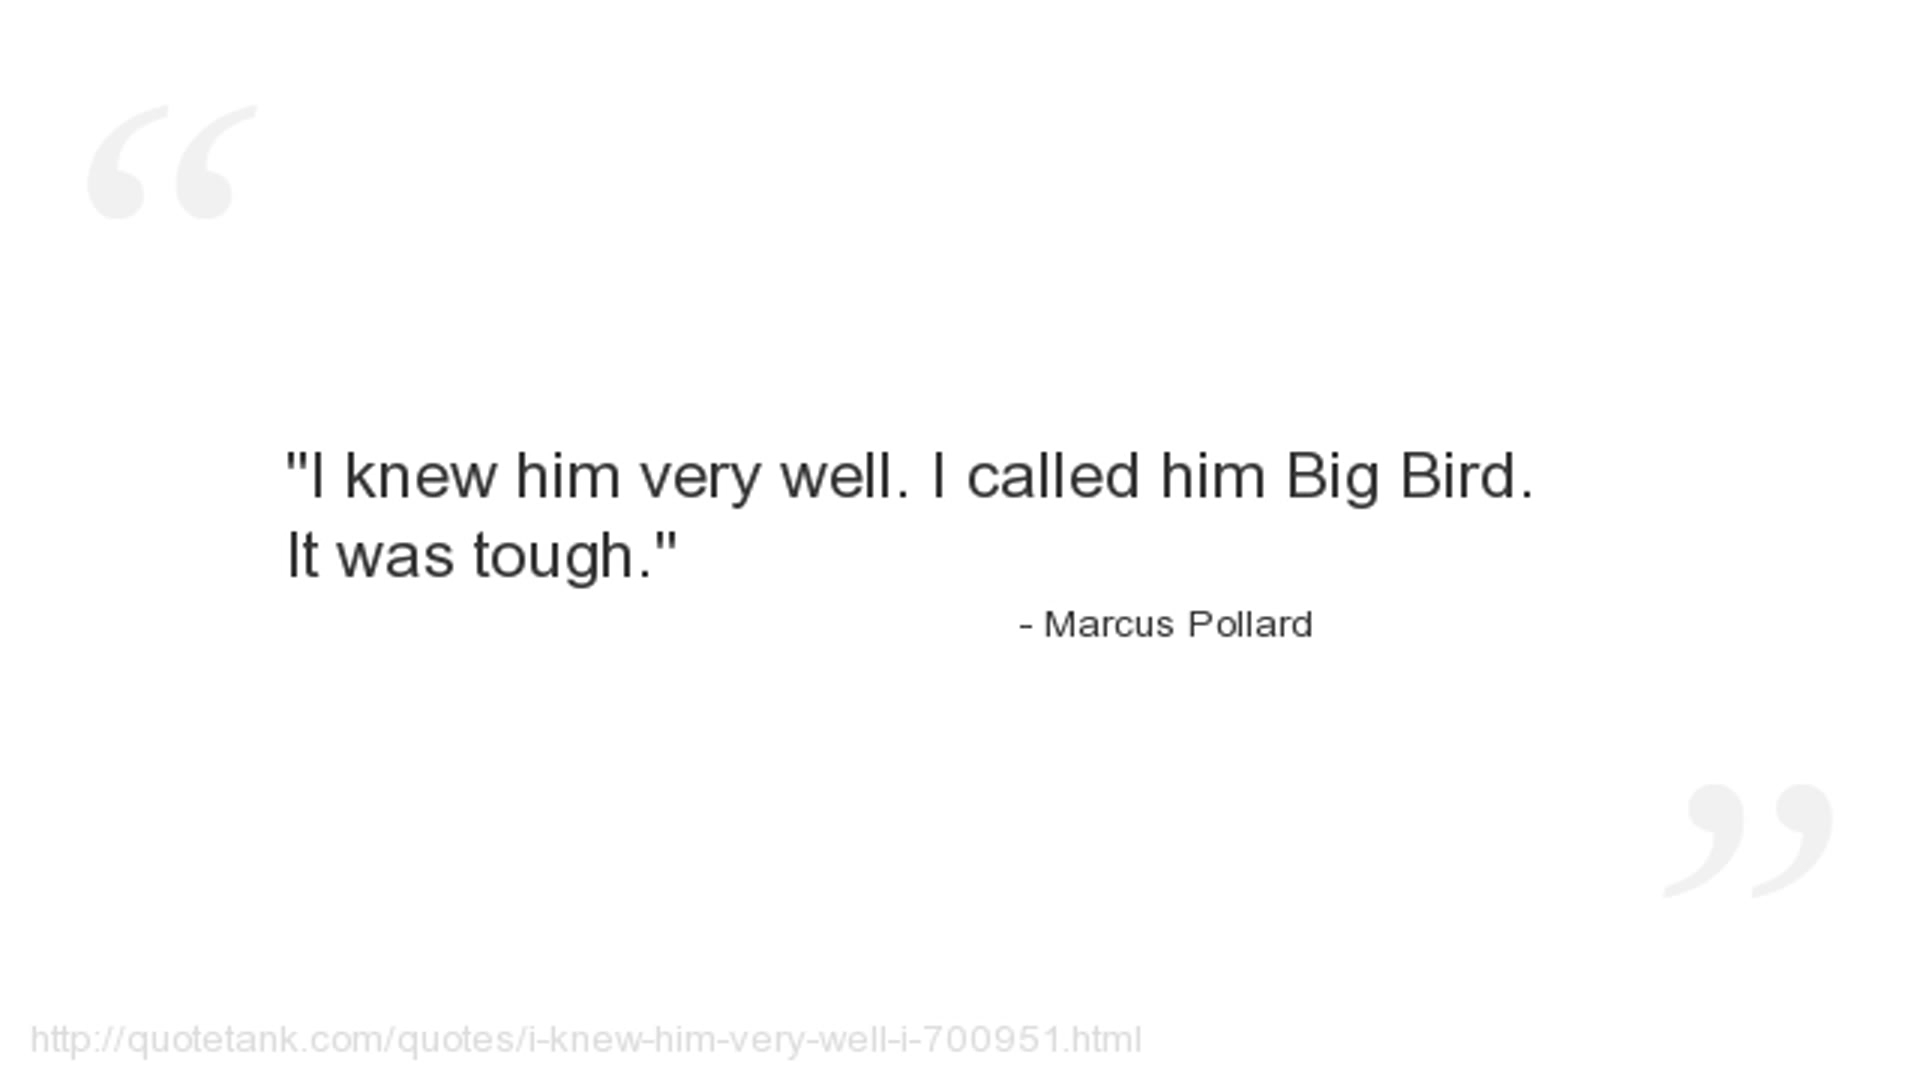 "I knew him very well. I called him Big Bird.
It was tough."
- Marcus Pollard
http://quotetank.com/quotes/i-knew-him-very-well-i-700951.html